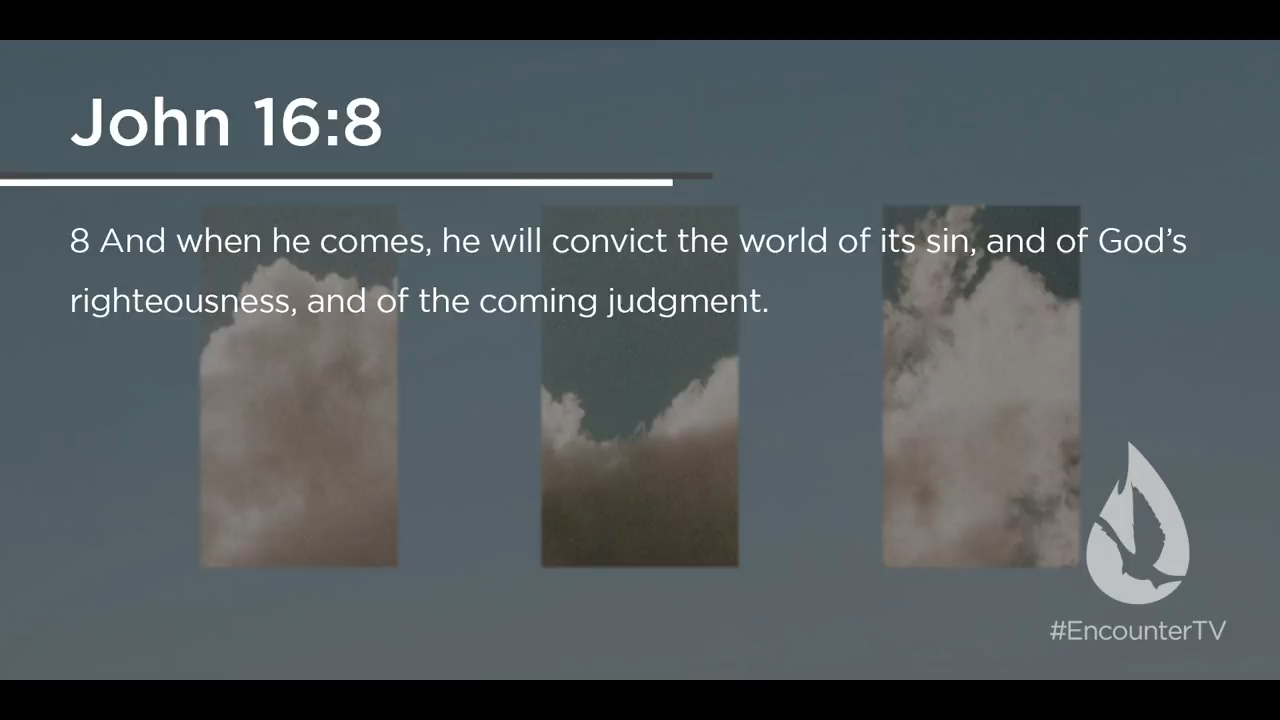 John 16:8
8 And when he comes, he will convict the world of its sin, and of God’s
righteousness, and of the coming judgment.
#EncounterTV